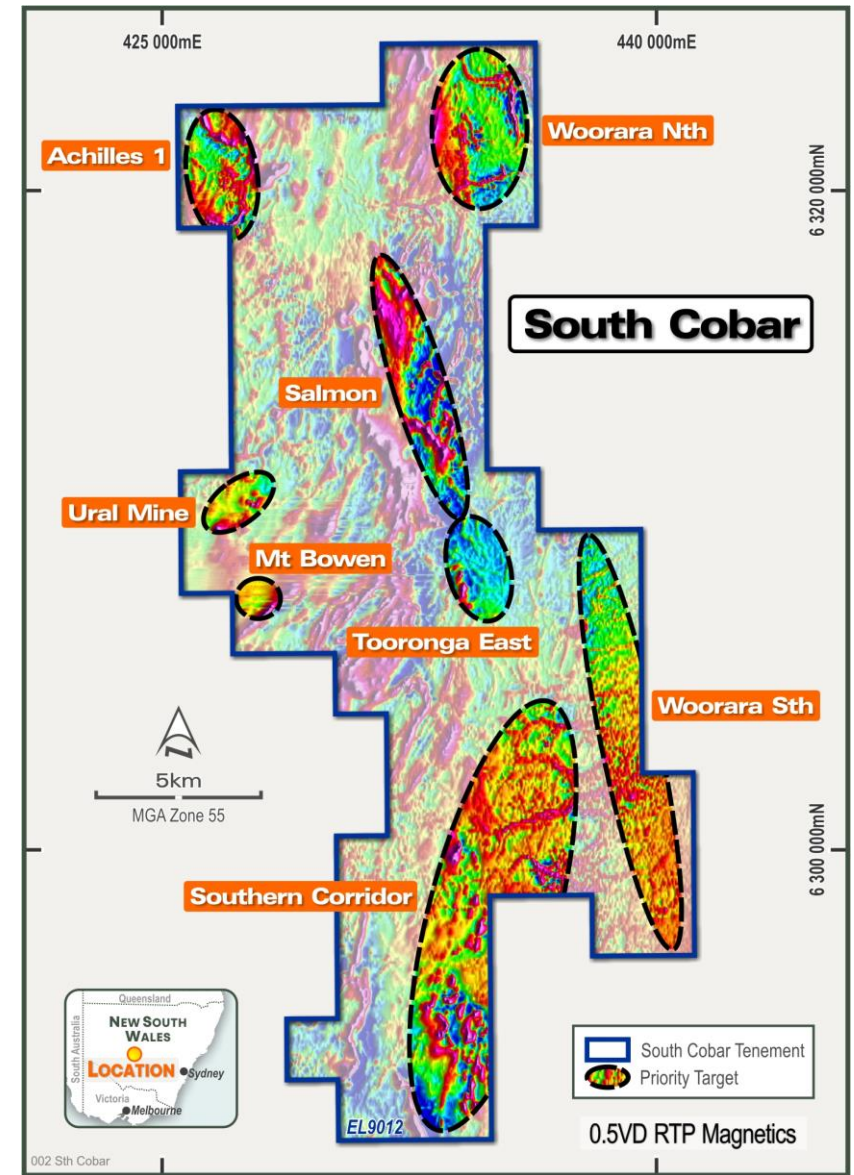 425 000mE
440 000mE
Woorara Nth
Achilles 1
6 320 000mN
South Cobar
Salmon
Ural Mine
Mt Bowen
Tooronga East
Woorara Sth
N
5km
MGA Zone 55
6 300 000mN
Southern Corridor
Queensland
South Australia
NEW SOUTH
WALES
LOCATION
Sydney
Victoria
Melbourne
EL9012
South Cobar Tenement
Priority Target
0.5VD RTP Magnetics
002 Sth Cobar